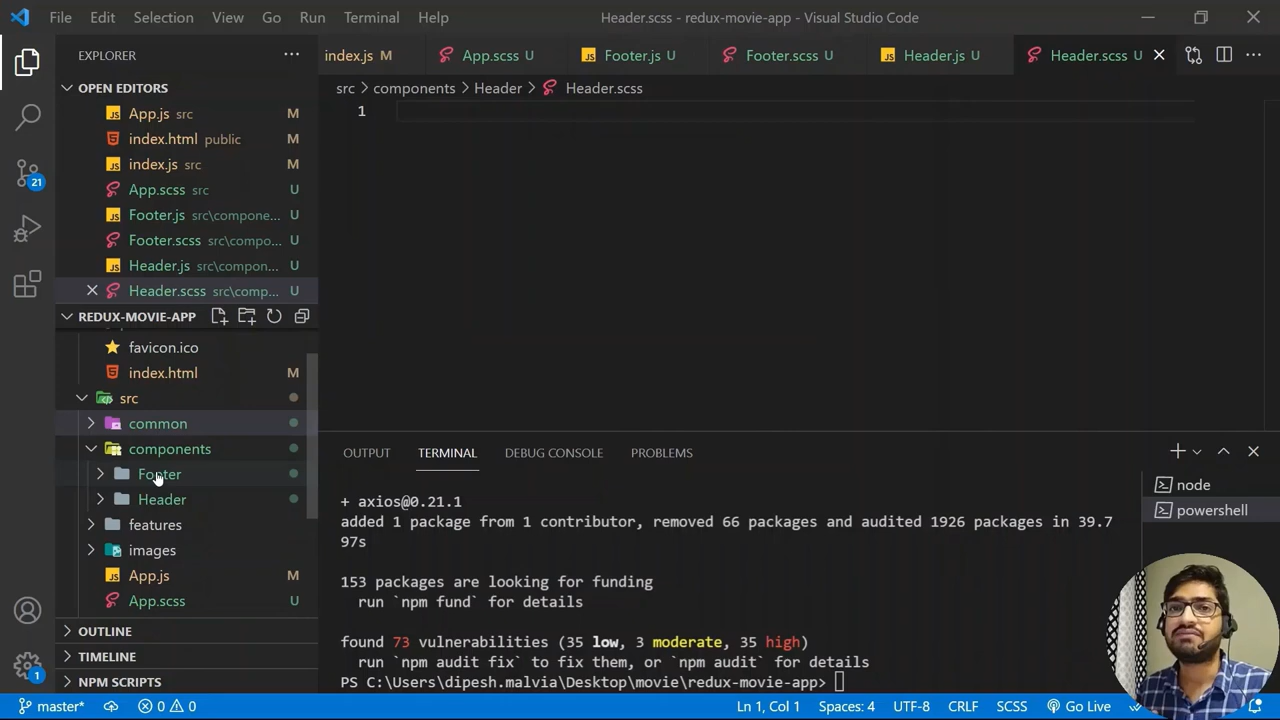 File Edit Selection View Go Run Terminal Help Header.scss - redux-movie-app - Visual Studio Code
EXPLORER
index.js M App.scss U Footer.js U Footer.scss U Header.js U Header.scss U
OPEN EDITORS
src > components > Header > Header.scss
App.js src M
index.html public M
index.js src M
App.scss src U
Footer.js src\compone... U
Footer.scss src\compo... U
Header.js src\compon... U
Header.scss src\comp... U
1
21
REDUX-MOVIE-APP
favicon.ico
index.html M
src
common
components
Footer
Header
features
images
App.js M
App.scss U
OUTLINE
TIMELINE
NPM SCRIPTS
1
OUTPUT TERMINAL DEBUG CONSOLE PROBLEMS
node
powershell
+ axios@0.21.1
added 1 package from 1 contributor, removed 66 packages and audited 1926 packages in 39.7
97s
153 packages are looking for funding
run `npm fund` for details
found 73 vulnerabilities (35 low, 3 moderate, 35 high)
run `npm audit fix` to fix them, or `npm audit` for details
PS C:\Users\dipesh.malvia\Desktop\movie\redux-movie-app>
master* 0 0 Ln 1, Col 1 Spaces: 4 UTF-8 CRLF SCSS Go Live